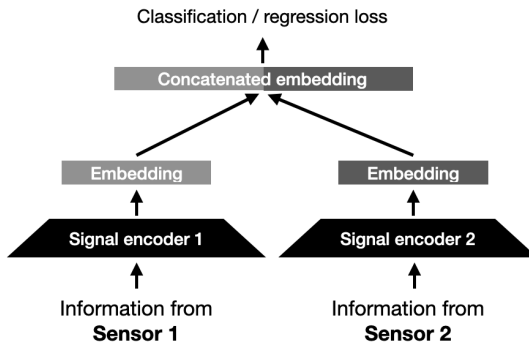 Classification / regression loss
Concatenated embedding
Embedding
Embedding
Signal encoder 1
Signal encoder 2
Information from
Sensor 1
Information from
Sensor 2